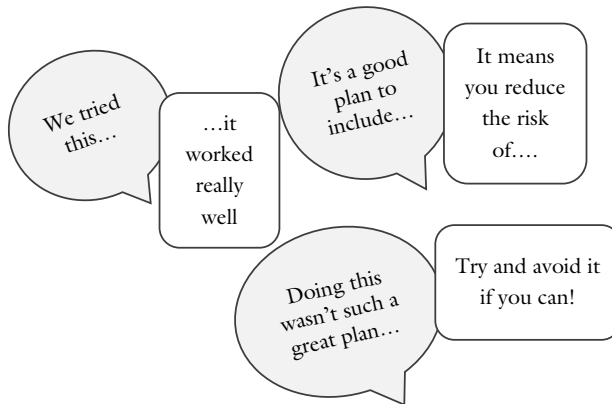 We tried
this…
…it
worked
really
well
It’s a good
plan to
include…
It means
you reduce
the risk
of….
Doing this
wasn’t such a
great plan…
Try and avoid it
if you can!